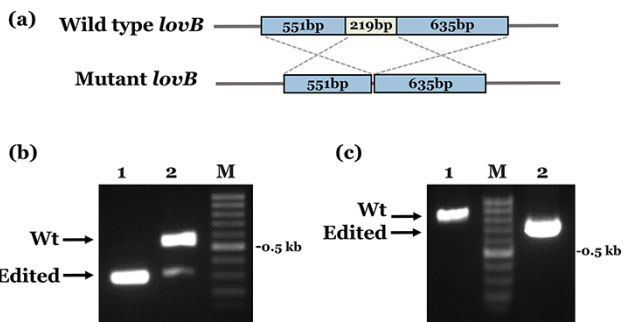 (a)
Wild type lovB
551bp 219bp 635bp
Mutant lovB
551bp 635bp
(b)
1 2 M
Wt
-0.5 kb
Edited
(c)
1 M 2
Wt
Edited
-0.5 kb